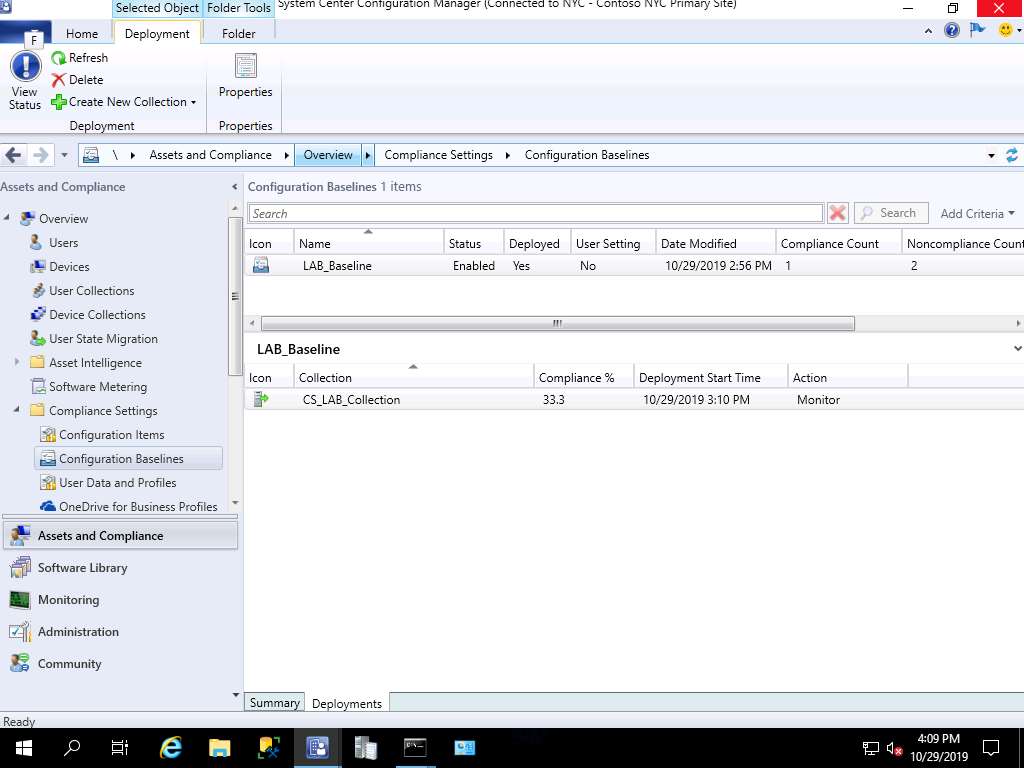 System Center Configuration Manager (Connected to NYC - Contoso NYC Primary Site)
Selected Object Folder Tools
F Home Deployment Folder
View Status
Refresh
Delete
Create New Collection
Deployment
Properties
Properties
\ Assets and Compliance Overview Compliance Settings Configuration Baselines
Assets and Compliance
Overview
Users
Devices
User Collections
Device Collections
User State Migration
Asset Intelligence
Software Metering
Compliance Settings
Configuration Items
Configuration Baselines
User Data and Profiles
OneDrive for Business Profiles
Assets and Compliance
Software Library
Monitoring
Administration
Community
Configuration Baselines 1 items
Search Search Add Criteria
Icon Name Status Deployed User Setting Date Modified Compliance Count Noncompliance Count
LAB_Baseline Enabled Yes No 10/29/2019 2:56 PM 1 2
LAB_Baseline
Icon Collection Compliance % Deployment Start Time Action
CS_LAB_Collection 33.3 10/29/2019 3:10 PM Monitor
Summary Deployments
Ready
4:09 PM
10/29/2019